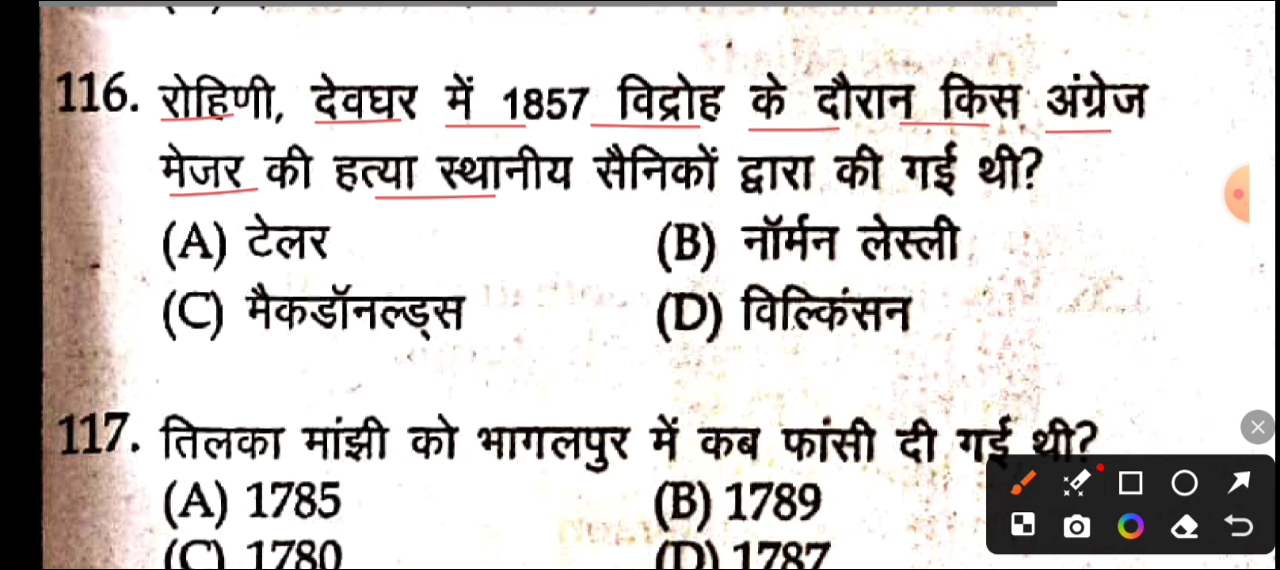 116. रोहिणी, देवघर में 1857 विद्रोह के दौरान किस अंग्रेज
मेजर की हत्या स्थानीय सैनिकों द्वारा की गई थी?
(A) टेलर (B) नॉर्मन लेस्ली
(C) मैकडॉनल्ड्स (D) विल्किंसन
117. तिलका मांझी को भागलपुर में कब फांसी दी गई थी?
(A) 1785 (B) 1789
(C) 1780 (D) 1787